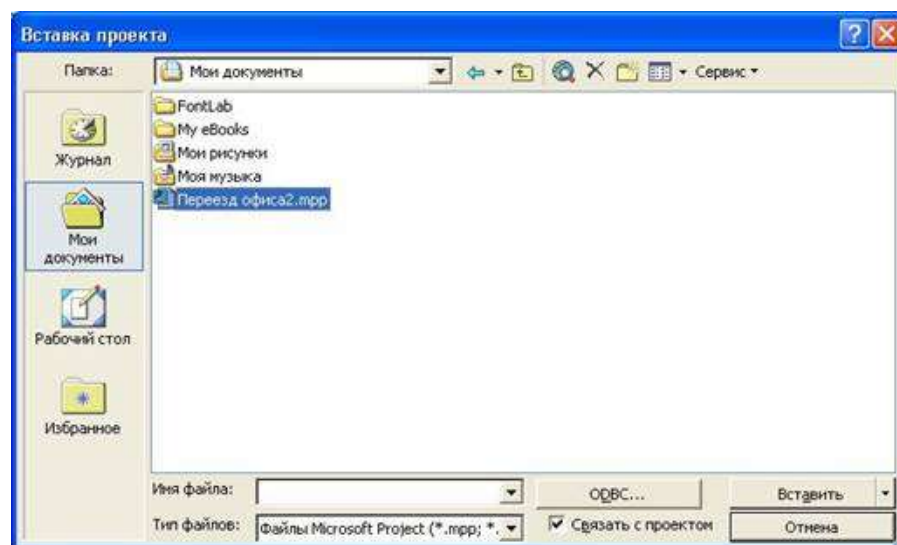 Вставка проекта
Папка: Мои документы Сервис
FontLab
My eBooks
Мои рисунки
Моя музыка
Переезд офиса2.mpp
Журнал
Мои
документы
Рабочий стол
Избранное
Имя файла: ODBC... Вставить
Тип файлов: Файлы Microsoft Project (*.mpp; *. Связать с проектом Отмена